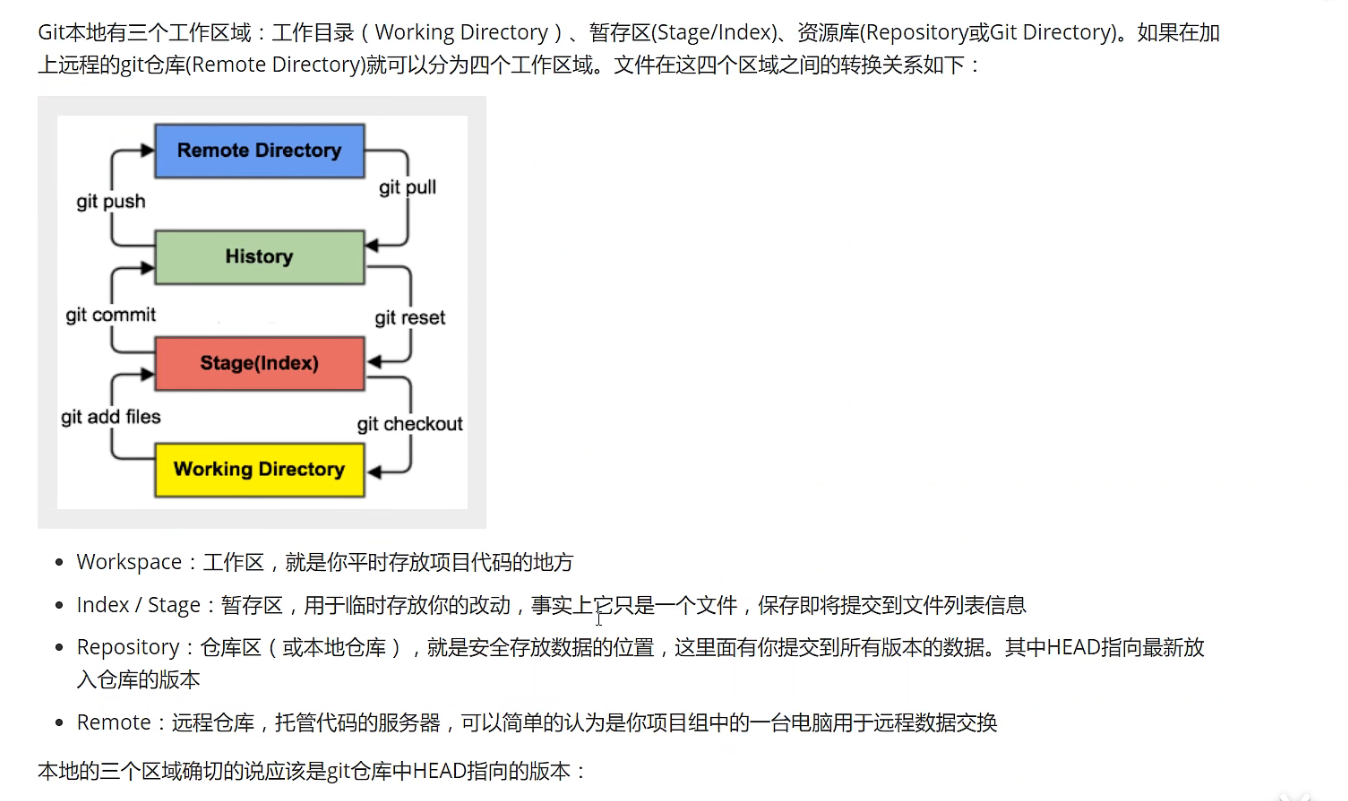 Git本地有三个工作区域：工作目录（Working Directory）、暂存区(Stage/Index)、资源库(Repository或Git Directory)。如果在加
上远程的git仓库(Remote Directory)就可以分为四个工作区域。文件在这四个区域之间的转换关系如下：
Remote Directory
git push
git pull
History
git commit
git reset
Stage(Index)
git add files
git checkout
Working Directory
Workspace：工作区，就是你平时存放项目代码的地方
Index / Stage：暂存区，用于临时存放你的改动，事实上它只是一个文件，保存即将提交到文件列表信息
Repository：仓库区（或本地仓库），就是安全存放数据的位置，这里面有你提交到所有版本的数据。其中HEAD指向最新放
入仓库的版本
Remote：远程仓库，托管代码的服务器，可以简单的认为是你项目组中的一台电脑用于远程数据交换
本地的三个区域确切的说应该是git仓库中HEAD指向的版本：